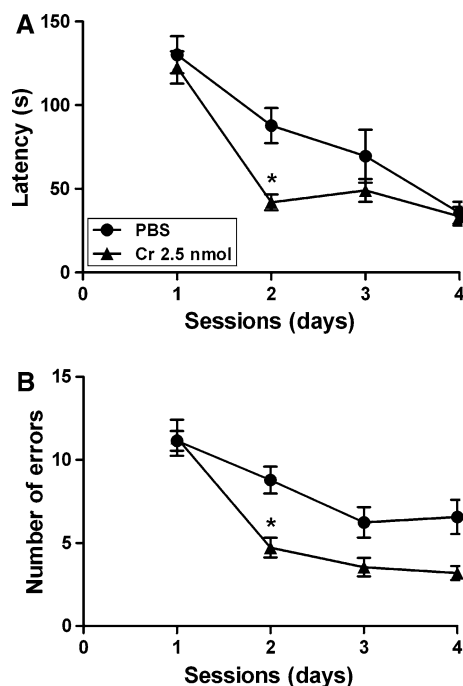 A
150
100
50
0
Latency (s)
PBS
Cr 2.5 nmol
*
0 1 2 3 4
Sessions (days)
B
15
10
5
0
Number of errors
*
0 1 2 3 4
Sessions (days)